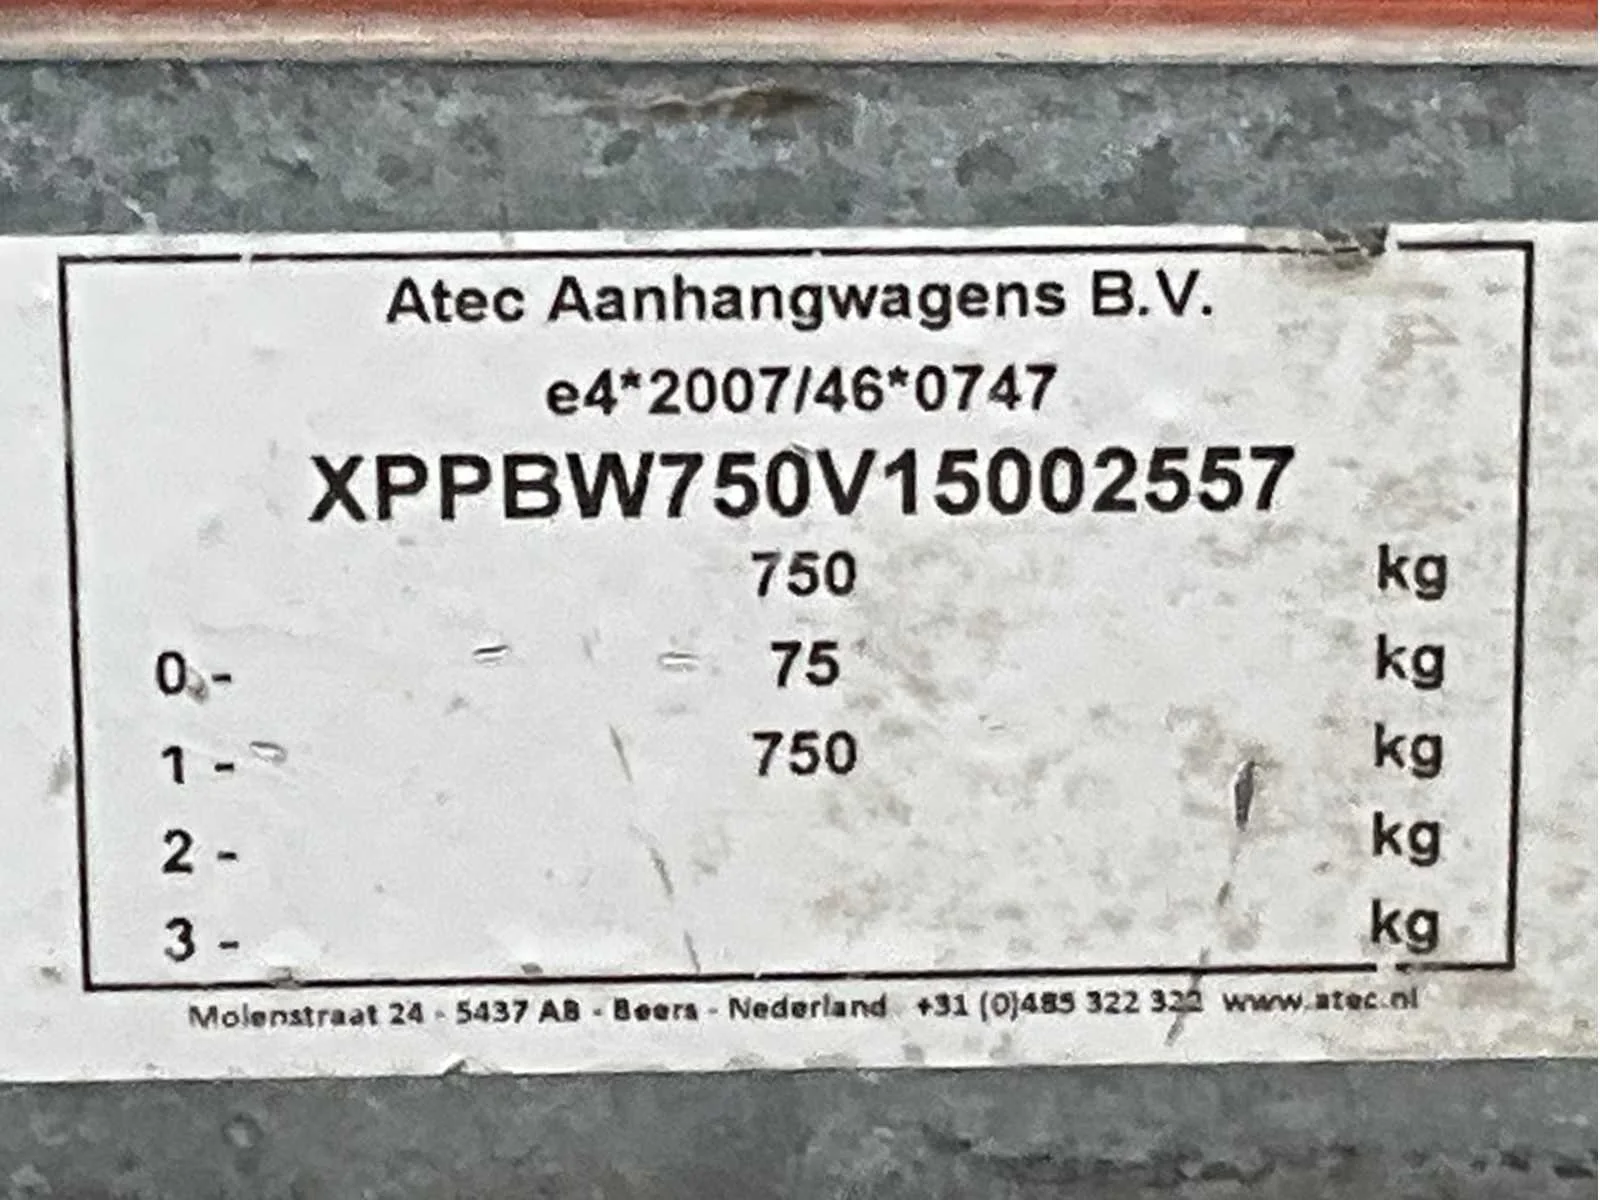 Atec Aanhangwagens B.V.
e4*2007/46*0747
XPPBW750V15002557
750 kg
0 - 75 kg
1 - 750 kg
2 - kg
3 - kg
Molenstraat 24 - 5437 AB - Beers - Nederland +31 (0)485 322 322 www.atec.nl